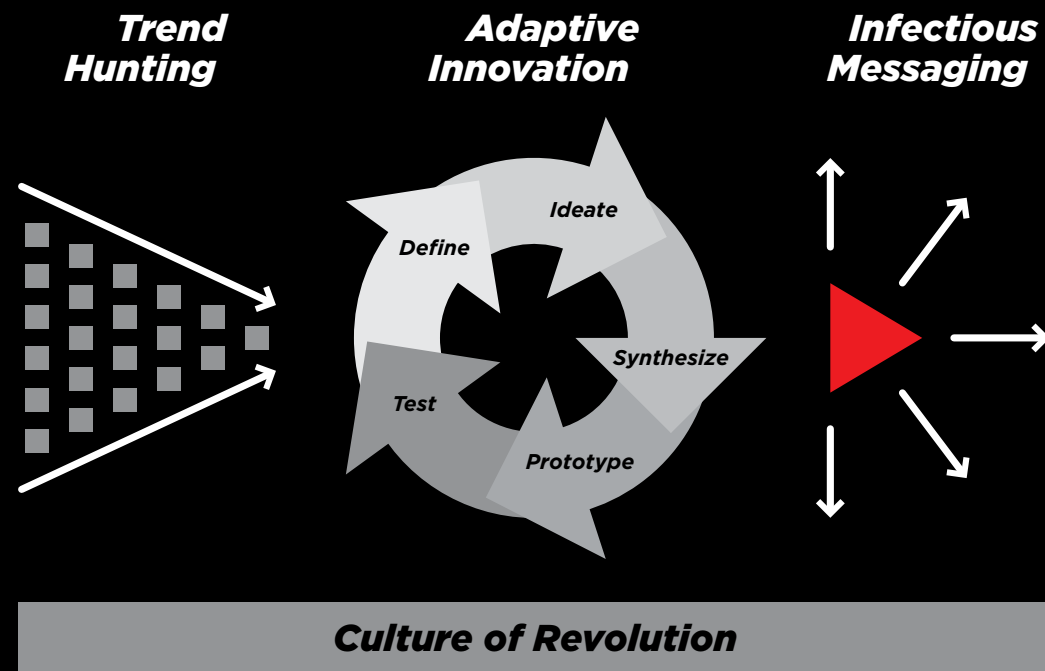 Trend
Hunting
Adaptive
Innovation
Infectious
Messaging
Define
Ideate
Synthesize
Prototype
Test
Culture of Revolution